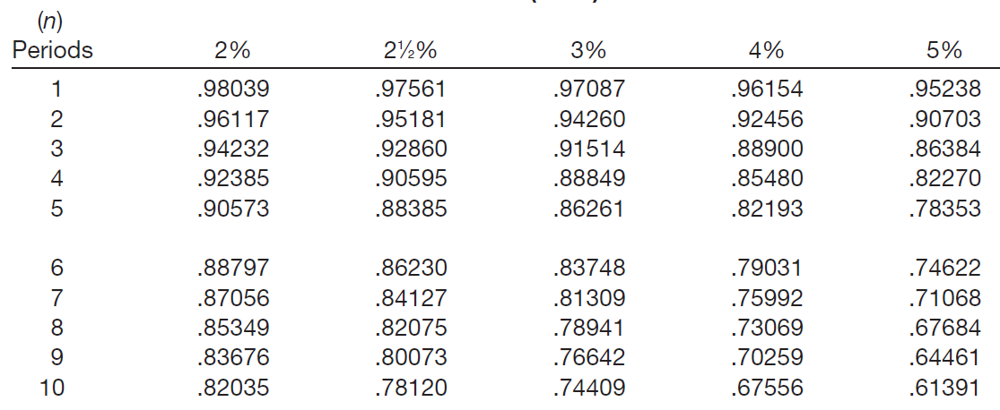 (n)
Periods 2% 2½% 3% 4% 5%
1 .98039 .97561 .97087 .96154 .95238
2 .96117 .95181 .94260 .92456 .90703
3 .94232 .92860 .91514 .88900 .86384
4 .92385 .90595 .88849 .85480 .82270
5 .90573 .88385 .86261 .82193 .78353
6 .88797 .86230 .83748 .79031 .74622
7 .87056 .84127 .81309 .75992 .71068
8 .85349 .82075 .78941 .73069 .67684
9 .83676 .80073 .76642 .70259 .64461
10 .82035 .78120 .74409 .67556 .61391